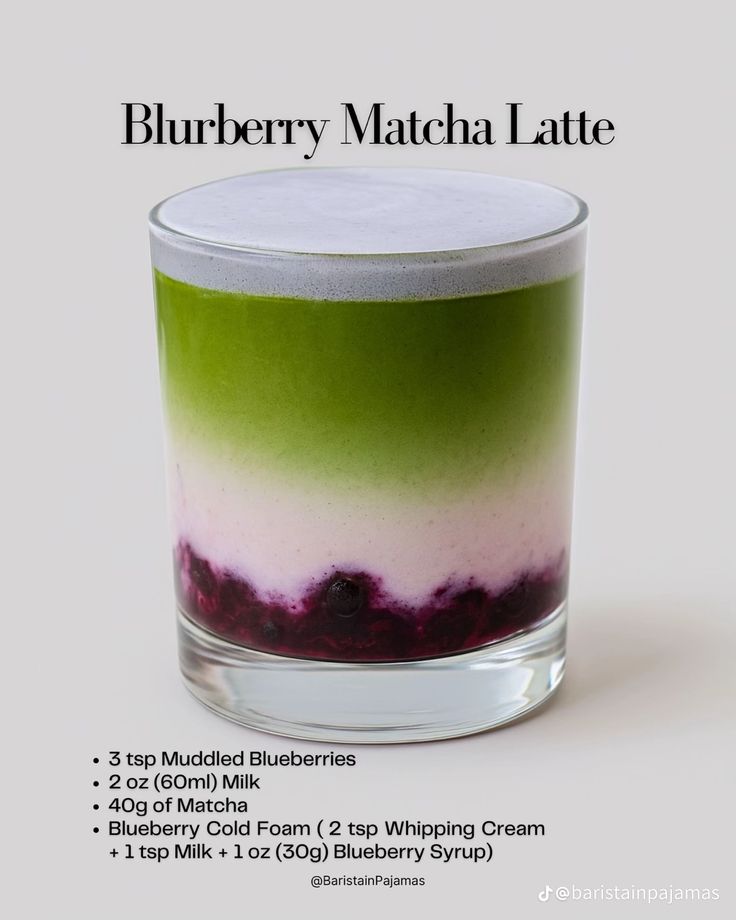 Blurberry Matcha Latte
• 3 tsp Muddled Blueberries
• 2 oz (60ml) Milk
• 40g of Matcha
• Blueberry Cold Foam ( 2 tsp Whipping Cream
+ 1 tsp Milk + 1 oz (30g) Blueberry Syrup)
@BaristainPajamas
@baristainpajamas